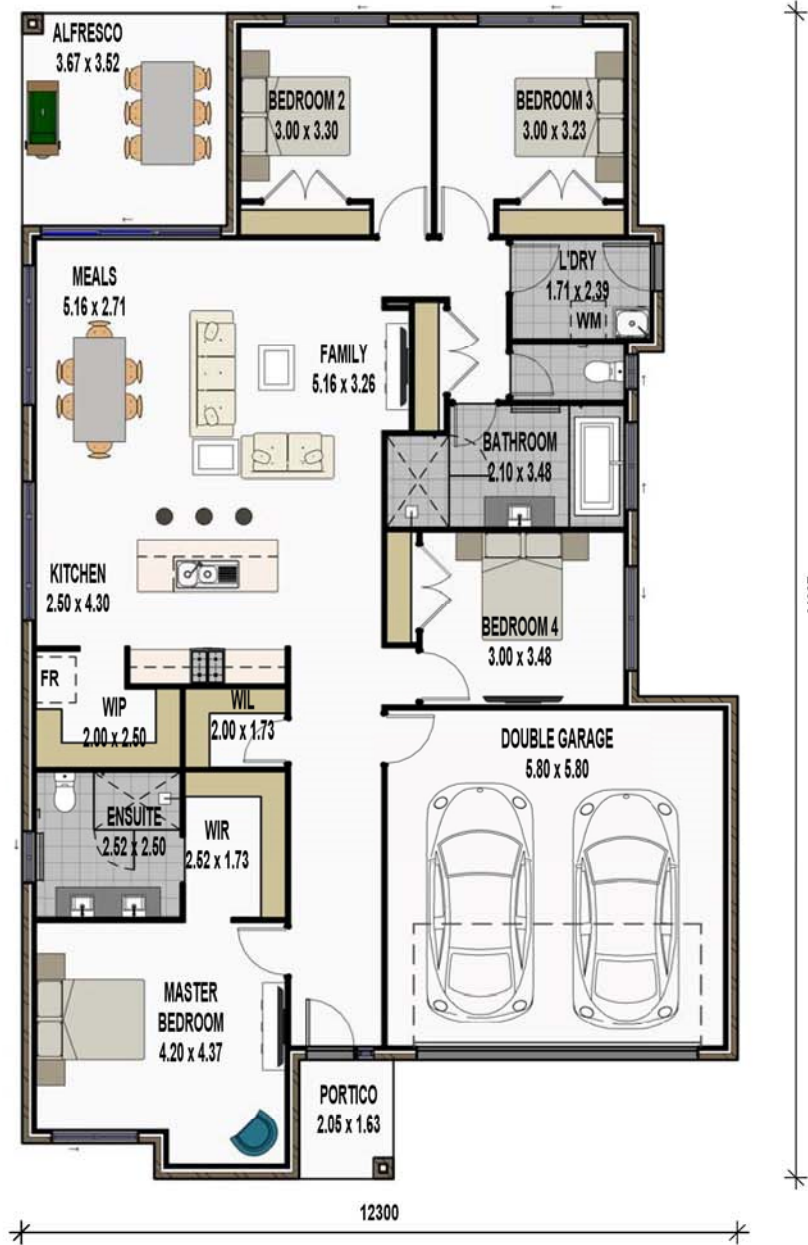 ALFRESCO
3.67 x 3.52
BEDROOM 2
3.00 x 3.30
BEDROOM 3
3.00 x 3.23
MEALS
5.16 x 2.71
L'DRY
1.71 x 2.39
WM
FAMILY
5.16 x 3.26
BATHROOM
2.10 x 3.48
KITCHEN
2.50 x 4.30
BEDROOM 4
3.00 x 3.48
FR
WIP
2.00 x 2.50
WIL
2.00 x 1.73
DOUBLE GARAGE
5.80 x 5.80
ENSUITE
2.52 x 2.50
WIR
2.52 x 1.73
MASTER
BEDROOM
4.20 x 4.37
PORTICO
2.05 x 1.63
12300